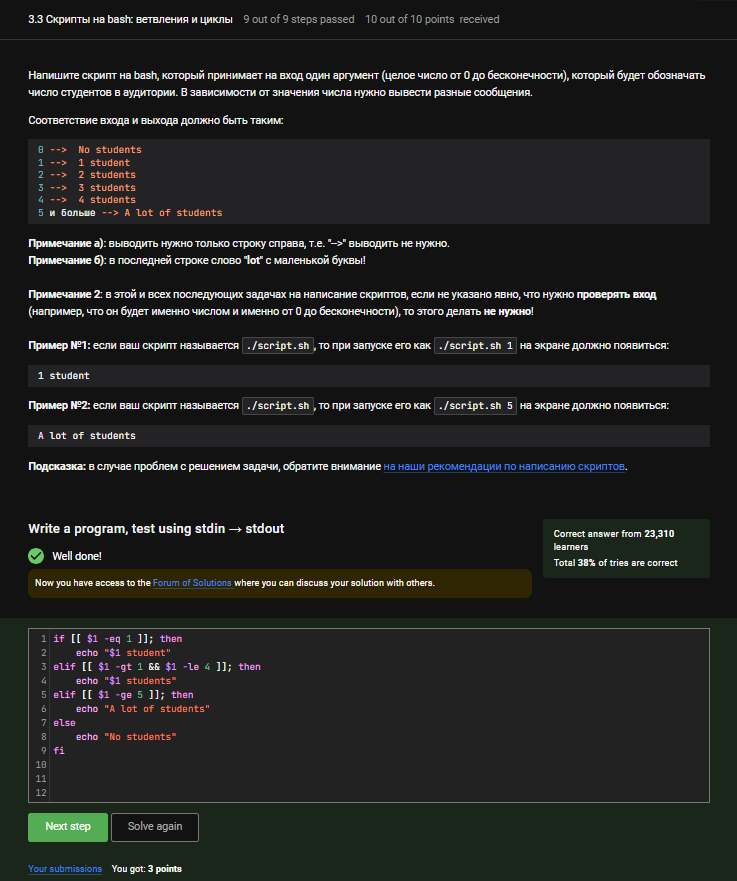 3.3 Скрипты на bash: ветвления и циклы 9 out of 9 steps passed 10 out of 10 points received
Напишите скрипт на bash, который принимает на вход один аргумент (целое число от 0 до бесконечности), который будет обозначать
число студентов в аудитории. В зависимости от значения числа нужно вывести разные сообщения.
Соответствие входа и выхода должно быть таким:
0 --> No students
1 --> 1 student
2 --> 2 students
3 --> 3 students
4 --> 4 students
5 и больше --> A lot of students
Примечание а): выводить нужно только строку справа, т.е. "-->" выводить не нужно.
Примечание б): в последней строке слово "lot" с маленькой буквы!
Примечание 2: в этой и всех последующих задачах на написание скриптов, если не указано явно, что нужно проверять вход
(например, что он будет именно числом и именно от 0 до бесконечности), то этого делать не нужно!
Пример №1: если ваш скрипт называется ./script.sh, то при запуске его как ./script.sh 1 на экране должно появиться:
1 student
Пример №2: если ваш скрипт называется ./script.sh, то при запуске его как ./script.sh 5 на экране должно появиться:
A lot of students
Подсказка: в случае проблем с решением задачи, обратите внимание на наши рекомендации по написанию скриптов.
Write a program, test using stdin → stdout
Correct answer from 23,310
learners
Total 38% of tries are correct
Well done!
Now you have access to the Forum of Solutions where you can discuss your solution with others.
1 if [[ $1 -eq 1 ]]; then
2 echo "$1 student"
3 elif [[ $1 -gt 1 && $1 -le 4 ]]; then
4 echo "$1 students"
5 elif [[ $1 -ge 5 ]]; then
6 echo "A lot of students"
7 else
8 echo "No students"
9 fi
10
11
12
Next step Solve again
Your submissions You got: 3 points